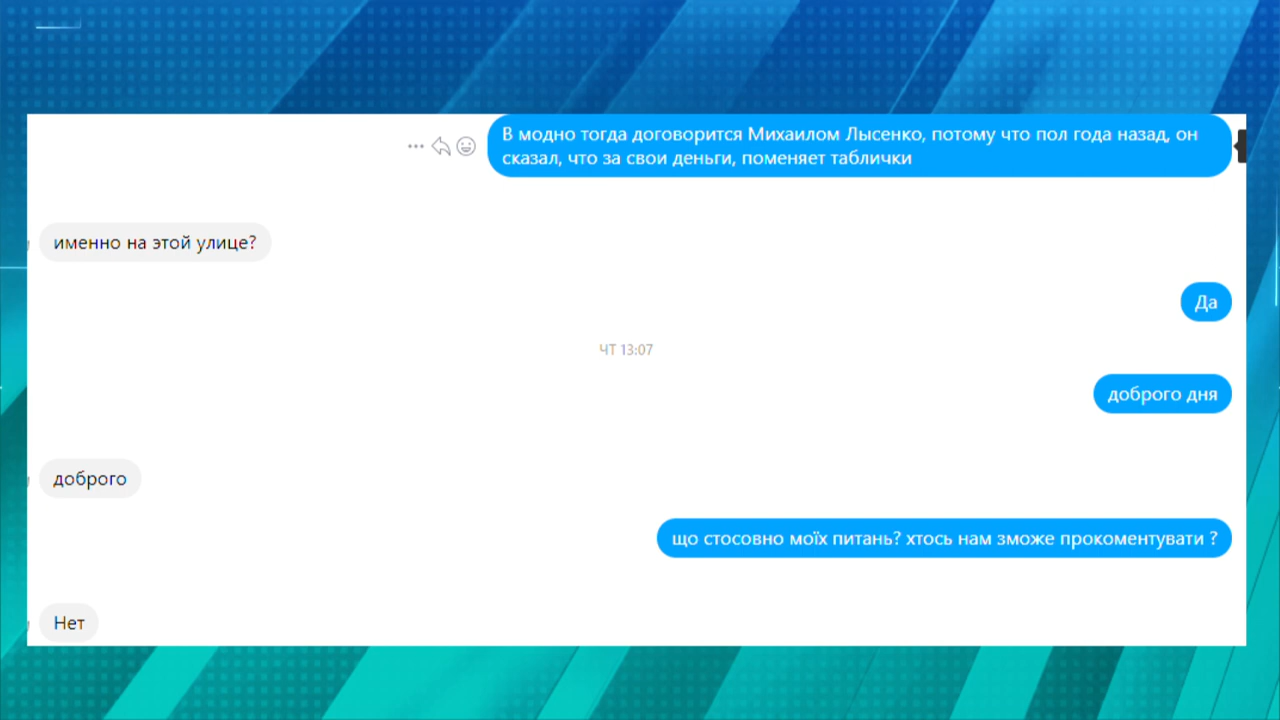 В модно тогда договорится Михаилом Лысенко, потому что пол года назад, он
сказал, что за свои деньги, поменяет таблички
именно на этой улице?
Да
ЧТ 13:07
доброго дня
доброго
що стосовно моїх питань? хтось нам зможе прокоментувати ?
Нет